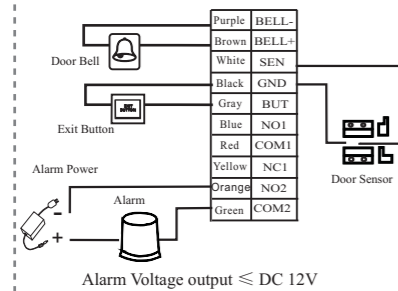 Purple BELL-
Brown BELL+
Door Bell
White SEN
Black GND
EXIT
BUTTON
Gray BUT
Exit Button
Blue NO1
Red COM1
Alarm Power
Yellow NC1
Door Sensor
Orange NO2
Alarm
-
Green COM2
+
Alarm Voltage output ≤ DC 12V